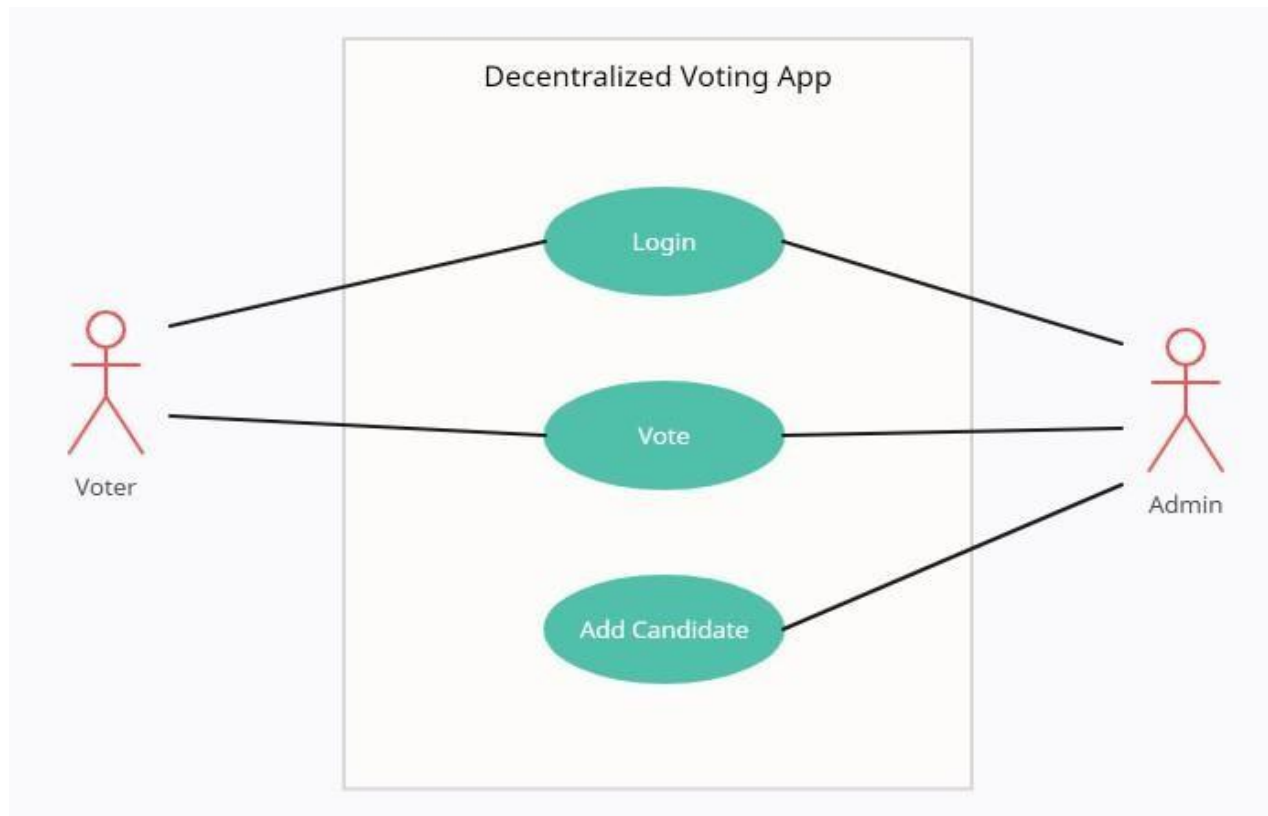 Decentralized Voting App
Login
Vote
Voter
Admin
Add Candidate